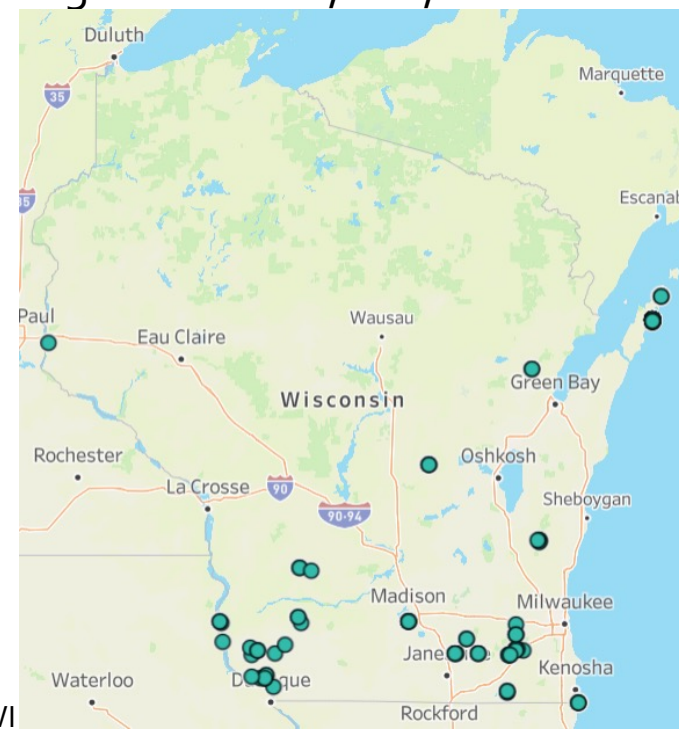 Duluth
Marquette
35
35
Escanab
Paul
Eau Claire
Wausau
Green Bay
Wisconsin
Rochester
Oshkosh
La Crosse
90
Sheboygan
90-94
Madison
Milwaukee
Kenosha
Waterloo
Rockford